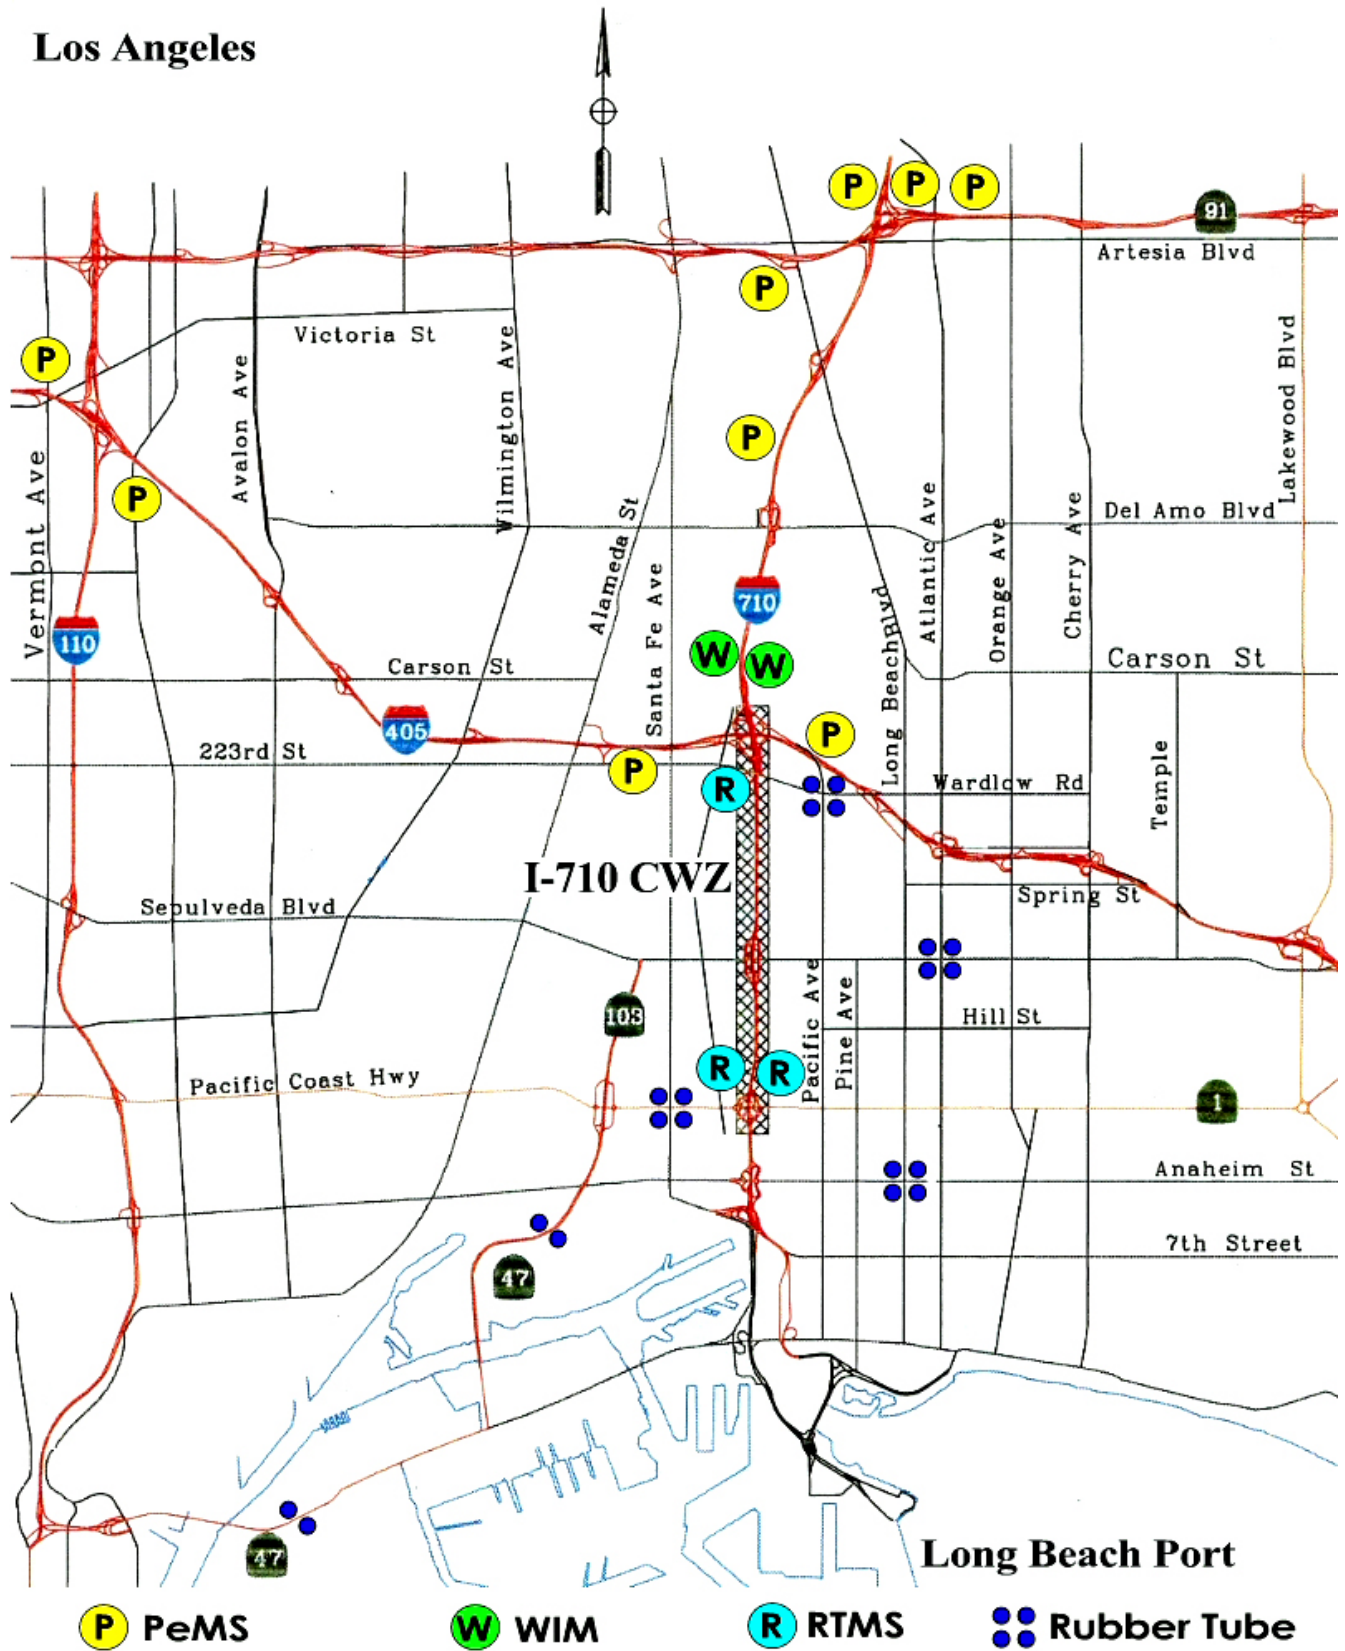 Los Angeles
P P P
91
Artesia Blvd
P
Victoria St
P
Avalon Ave
Wilmington Ave
Lakewood Blvd
P
Vermont Ave
P
Alameda St
Atlantic Ave
Orange Ave
Cherry Ave
Del Amo Blvd
Santa Fe Ave
710
Long Beach Blvd
110
W W
Carson St
Carson St
405
223rd St
P
P
R
Wardlow Rd
Temple
I-710 CWZ
Sepulveda Blvd
Spring St
103
Pacific Ave
Pine Ave
Hill St
Pacific Coast Hwy
R R
1
Anaheim St
7th Street
47
47
Long Beach Port
P PeMS W WIM R RTMS Rubber Tube